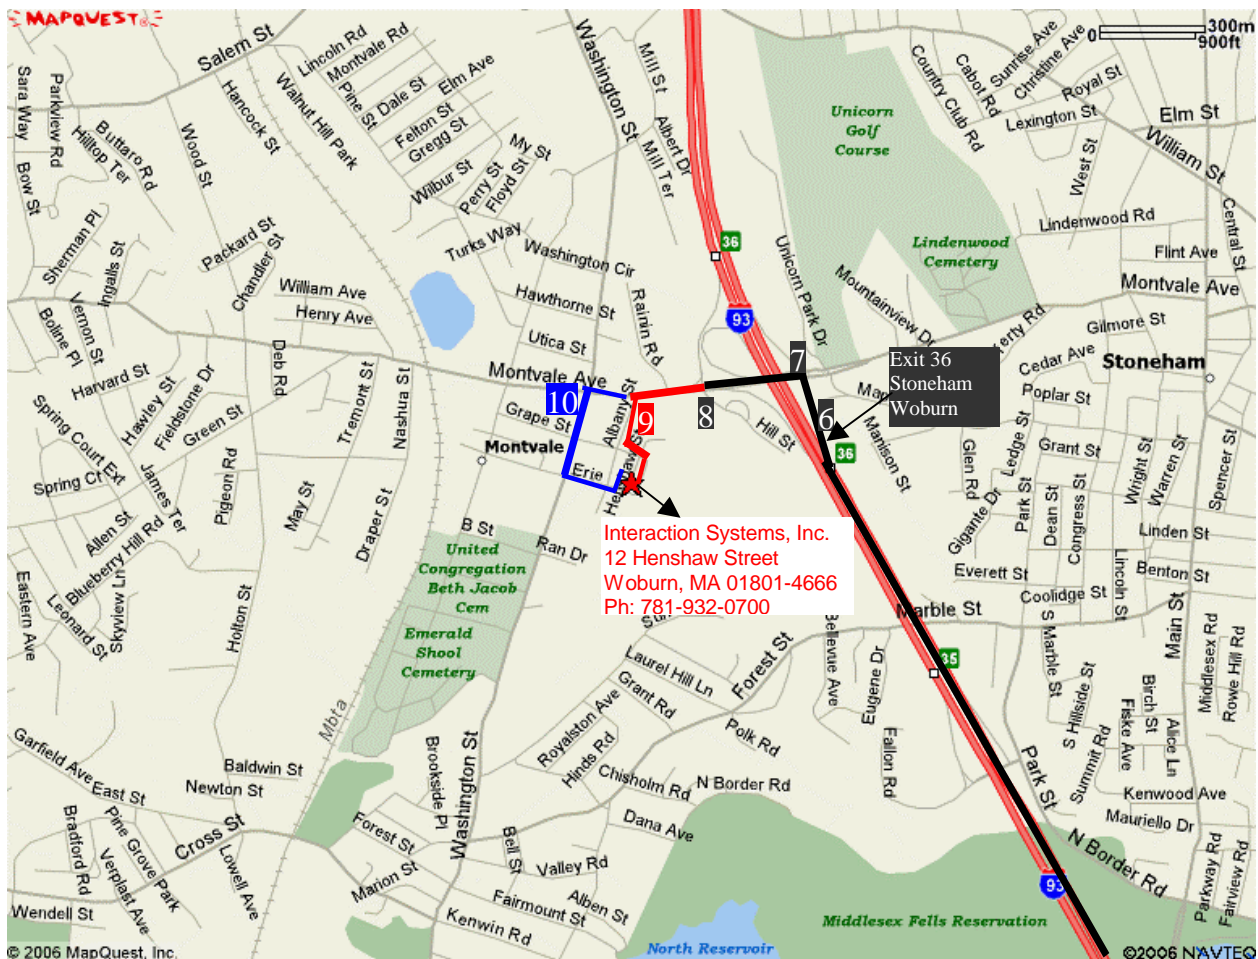 MAPQUEST
300m
0
900ft
Salem St
Lincoln Rd
Montvale Rd
Washington St
Mill St
Sunrise Ave
Christine Ave
Country Club Rd
Cabot Rd
Royal St
Sara Way
Parkview Rd
Hancock St
Walnut Hill Park
Pine St
Dale St
Elm Ave
Felton St
Gregg St
Albert Dr
Mill Ter
Unicorn
Golf
Course
Lexington St
Elm St
William St
Buttaro Rd
Hilltop Ter
Wood St
My St
Wilbur St
Perry St
Floyd St
West St
Bow St
Sherman Pl
Ingalls St
Packard St
Chandler St
Turks Way
Washington Cir
36
Unicorn Park Dr
Lindenwood Rd
Central St
Lindenwood
Cemetery
Flint Ave
Mountainview Dr
Montvale Ave
William Ave
Henry Ave
Hawthorne St
Rainin Rd
93
erty Rd
Gilmore St
Vernon St
Boline Pl
Utica St
Cedar Ave
Stoneham
Harvard St
Deb Rd
Tremont St
Nashua St
Montvale Ave
7
Exit 36
Stoneham
Woburn
Map
Poplar St
Hawley St
Fieldstone Dr
Green St
10
Grape St
Albany St
9
8
Hill St
6
Manison St
Ledge St
Grant St
Spring Court Ext
Spring Ct
James Ter
Pigeon Rd
May St
Draper St
Montvale
Erie
36
Glen Rd
Gigante Dr
Park St
Dean St
Congress St
Wright St
Warren St
Spencer St
Allen St
Blueberry Hill Rd
B St
Ran Dr
Interaction Systems, Inc.
12 Henshaw Street
Woburn, MA 01801-4666
Ph: 781-932-0700
Linden St
United
Congregation
Beth Jacob
Cem
Everett St
Lincoln St
Benton St
Coolidge St
Eastern Ave
Leonard St
Skyview Ln
Holton St
Marble St
S Marble St
Main St
Emerald
Shool
Cemetery
Laurel Hill Ln
Forest St
Bellevue Ave
Eugene Dr
35
Middlesex Rd
Rowe Hill Rd
Grant Rd
S Hillside St
Birch St
Fiske Ave
Alice Ln
Mbta
Royalston Ave
Hinds Rd
Polk Rd
Fallon Rd
Park St
Summit Rd
Garfield Ave
Baldwin St
Newton St
East St
Brookside Pl
Washington St
Chisholm Rd
N Border Rd
Kenwood Ave
Mauriello Dr
Bradford Rd
Pine Grove Park
Verplast Ave
Cross St
Lowell Ave
Forest St
Marion St
Bell St
Dana Ave
Valley Rd
N Border Rd
93
Parkway Rd
Fairview Rd
Wendell St
Fairmount St
Alben St
Kenwin Rd
Middlesex Fells Reservation
North Reservoir
© 2006 MapQuest, Inc.
©2006 NAVTEQ